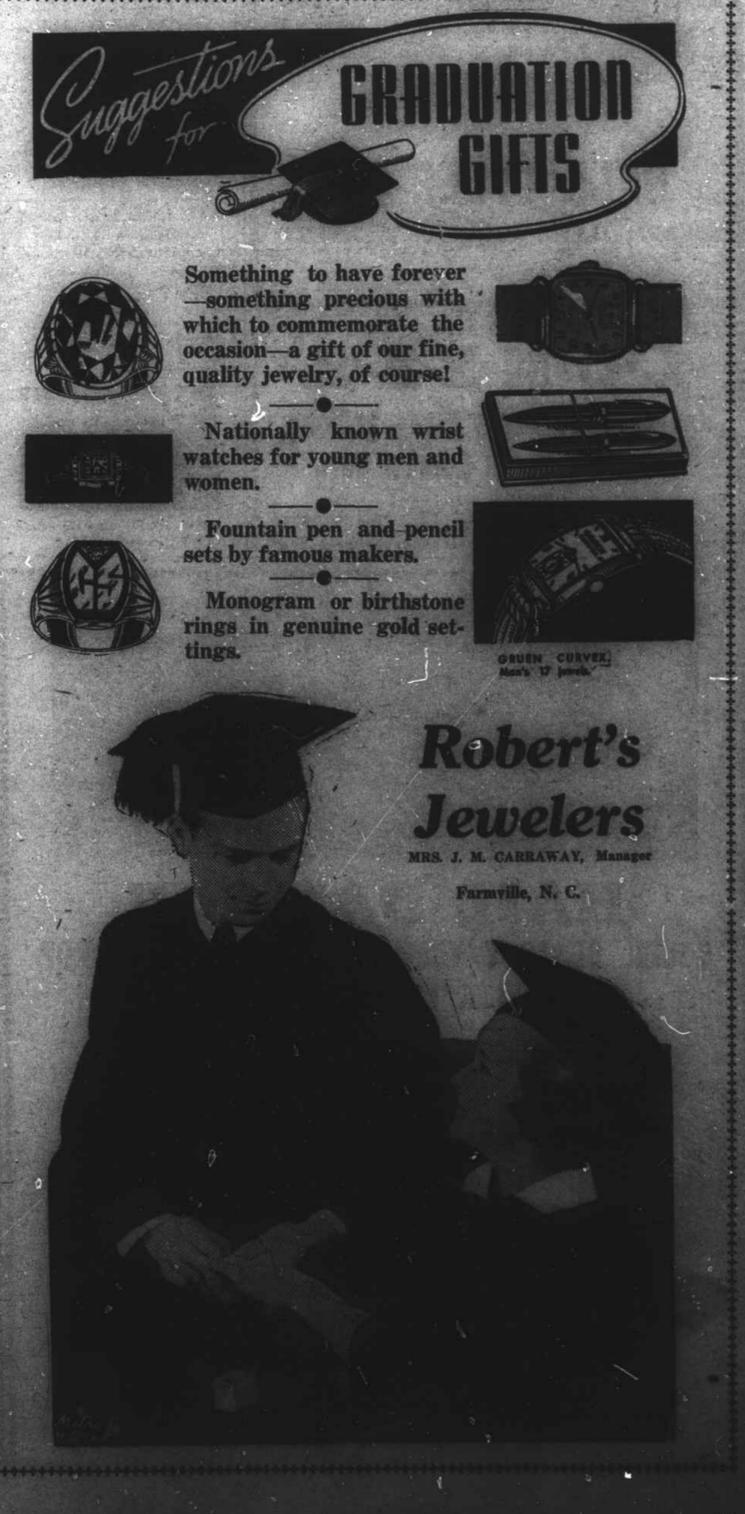 Suggestions
for
GRADUATION
GIFTS
Something to have forever
—something precious with
which to commemorate the
occasion—a gift of our fine,
quality jewelry, of course!
Nationally known wrist
watches for young men and
women.
Fountain pen and pencil
sets by famous makers.
Monogram or birthstone
rings in genuine gold set-
tings.
GRUEN CURVEX
Man's 17 jewels.
Robert's
Jewelers
MRS. J. M. CARRAWAY, Manager
Farmville, N. C.